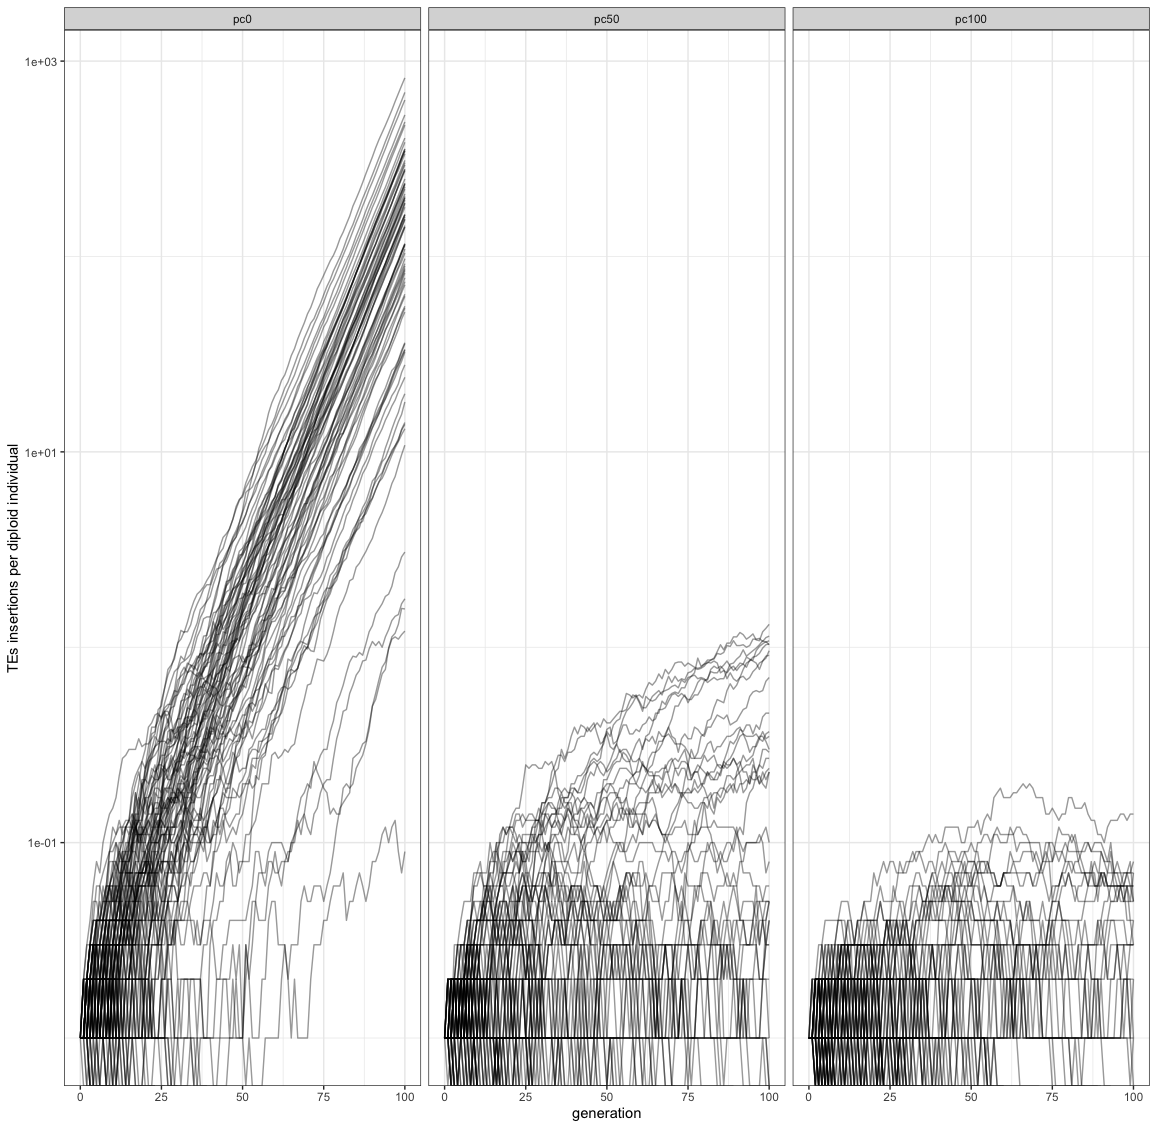 pc0 pc50 pc100
1e+03
1e+01
1e-01
TEs insertions per diploid individual
0 25 50 75 100 0 25 50 75 100 0 25 50 75 100
generation